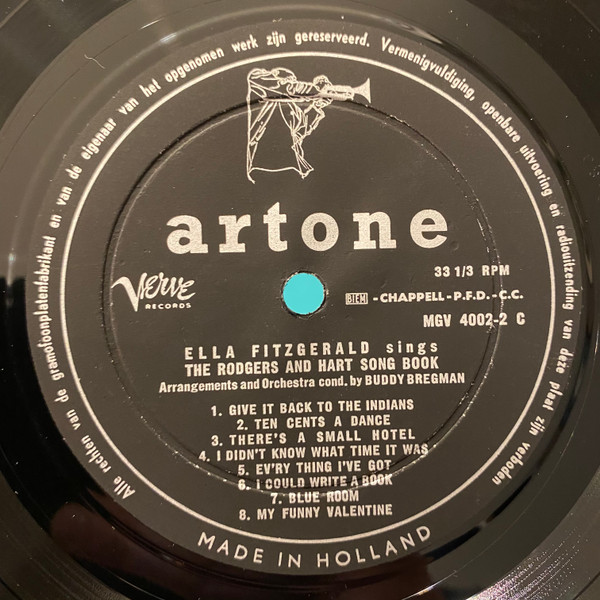 Alle rechten van de gramofoonplatenfabrikant en van de eigenaar van het opgenomen werk zijn gereserveerd. Vermenigvuldiging, openbare uitvoering en radiouitzending van deze plaat zijn verboden
artone
Verve
RECORDS
33 1/3 RPM
BIEM -CHAPPELL-P.F.D.-C.C.
MGV 4002-2 C
ELLA FITZGERALD sings
THE RODGERS AND HART SONG BOOK
Arrangements and Orchestra cond. by BUDDY BREGMAN
1. GIVE IT BACK TO THE INDIANS
2. TEN CENTS A DANCE
3. THERE'S A SMALL HOTEL
4. I DIDN'T KNOW WHAT TIME IT WAS
5. EV'RY THING I'VE GOT
6. I COULD WRITE A BOOK
7. BLUE ROOM
8. MY FUNNY VALENTINE
MADE IN HOLLAND